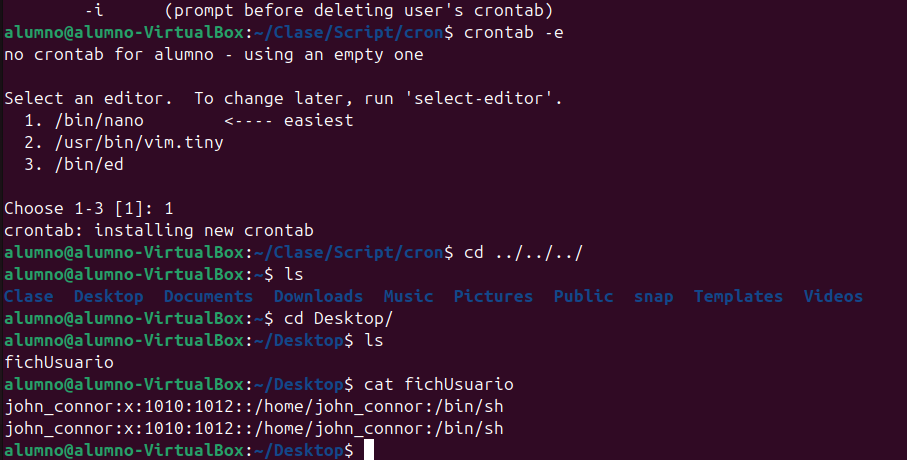 -i      (prompt before deleting user's crontab)
alumno@alumno-VirtualBox:~/Clase/Script/cron$ crontab -e
no crontab for alumno - using an empty one

Select an editor.  To change later, run 'select-editor'.
  1. /bin/nano        <---- easiest
  2. /usr/bin/vim.tiny
  3. /bin/ed

Choose 1-3 [1]: 1
crontab: installing new crontab
alumno@alumno-VirtualBox:~/Clase/Script/cron$ cd ../../../
alumno@alumno-VirtualBox:~$ ls
Clase  Desktop  Documents  Downloads  Music  Pictures  Public  snap  Templates  Videos
alumno@alumno-VirtualBox:~$ cd Desktop/
alumno@alumno-VirtualBox:~/Desktop$ ls
fichUsuario
alumno@alumno-VirtualBox:~/Desktop$ cat fichUsuario
john_connor:x:1010:1012::/home/john_connor:/bin/sh
john_connor:x:1010:1012::/home/john_connor:/bin/sh
alumno@alumno-VirtualBox:~/Desktop$